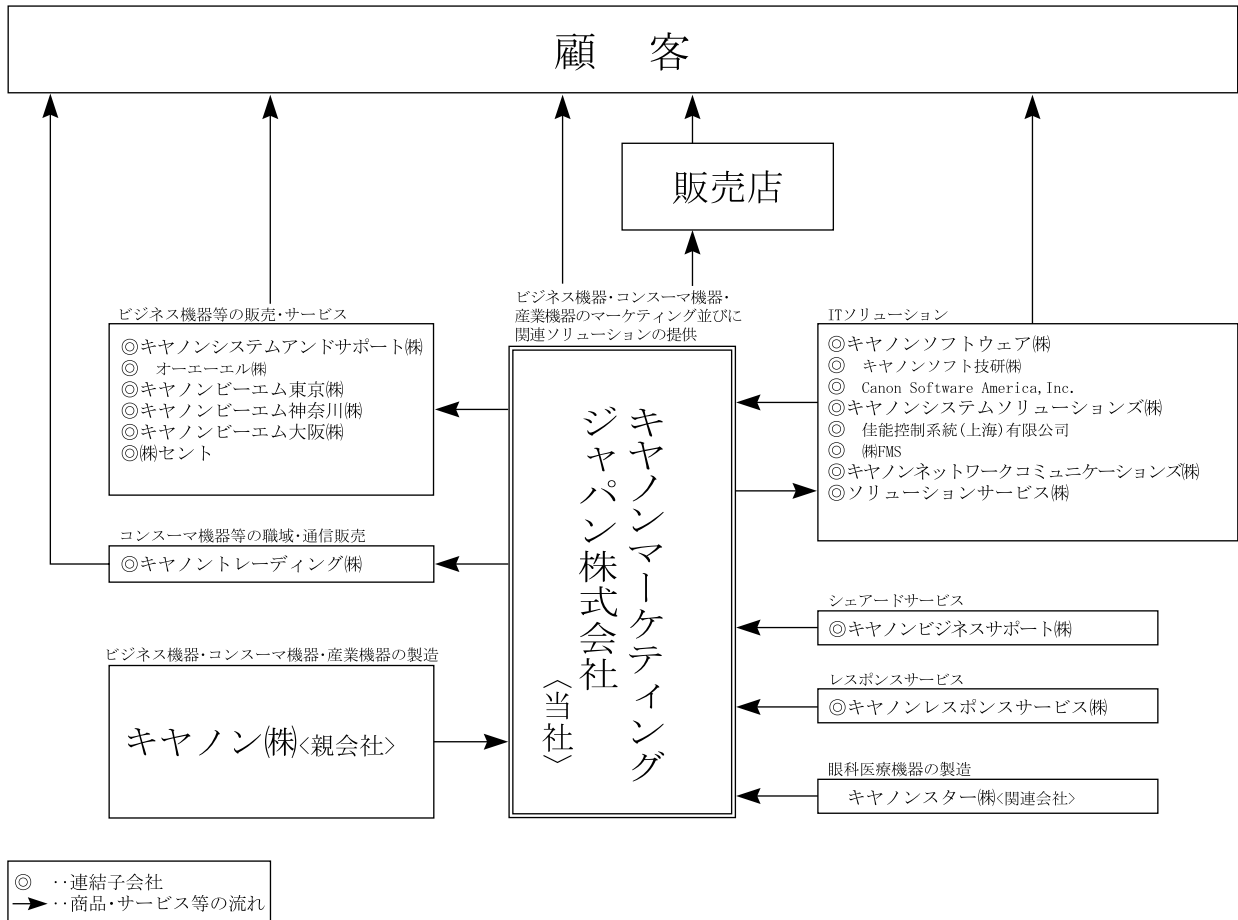 顧　客
販売店
ビジネス機器・コンスーマ機器・
産業機器のマーケティング並びに
関連ソリューションの提供
ビジネス機器等の販売・サービス
◎キヤノンシステムアンドサポート㈱
◎　オーエーエル㈱
◎キヤノンビーエム東京㈱
◎キヤノンビーエム神奈川㈱
◎キヤノンビーエム大阪㈱
◎㈱セント
コンスーマ機器等の職域・通信販売
◎キヤノントレーディング㈱
ビジネス機器・コンスーマ機器・産業機器の製造
キヤノン㈱<親会社>
キヤノンマーケティング
ジャパン株式会社
〈当社〉
ITソリューション
◎キヤノンソフトウェア㈱
◎　キヤノンソフト技研㈱
◎　Canon Software America,Inc.
◎キヤノンシステムソリューションズ㈱
◎　佳能控制系統(上海)有限公司
◎　㈱FMS
◎キヤノンネットワークコミュニケーションズ㈱
◎ソリューションサービス㈱
シェアードサービス
◎キヤノンビジネスサポート㈱
レスポンスサービス
◎キヤノンレスポンスサービス㈱
眼科医療機器の製造
キヤノンスター㈱<関連会社>
◎　‥連結子会社
→‥商品・サービス等の流れ